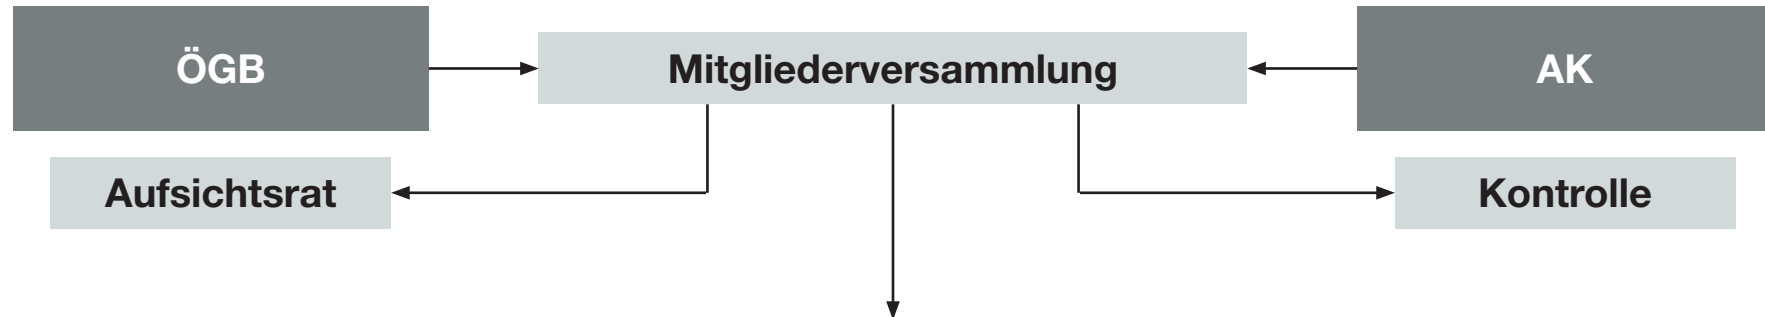 ÖGB
Mitgliederversammlung
AK
Aufsichtsrat
Kontrolle